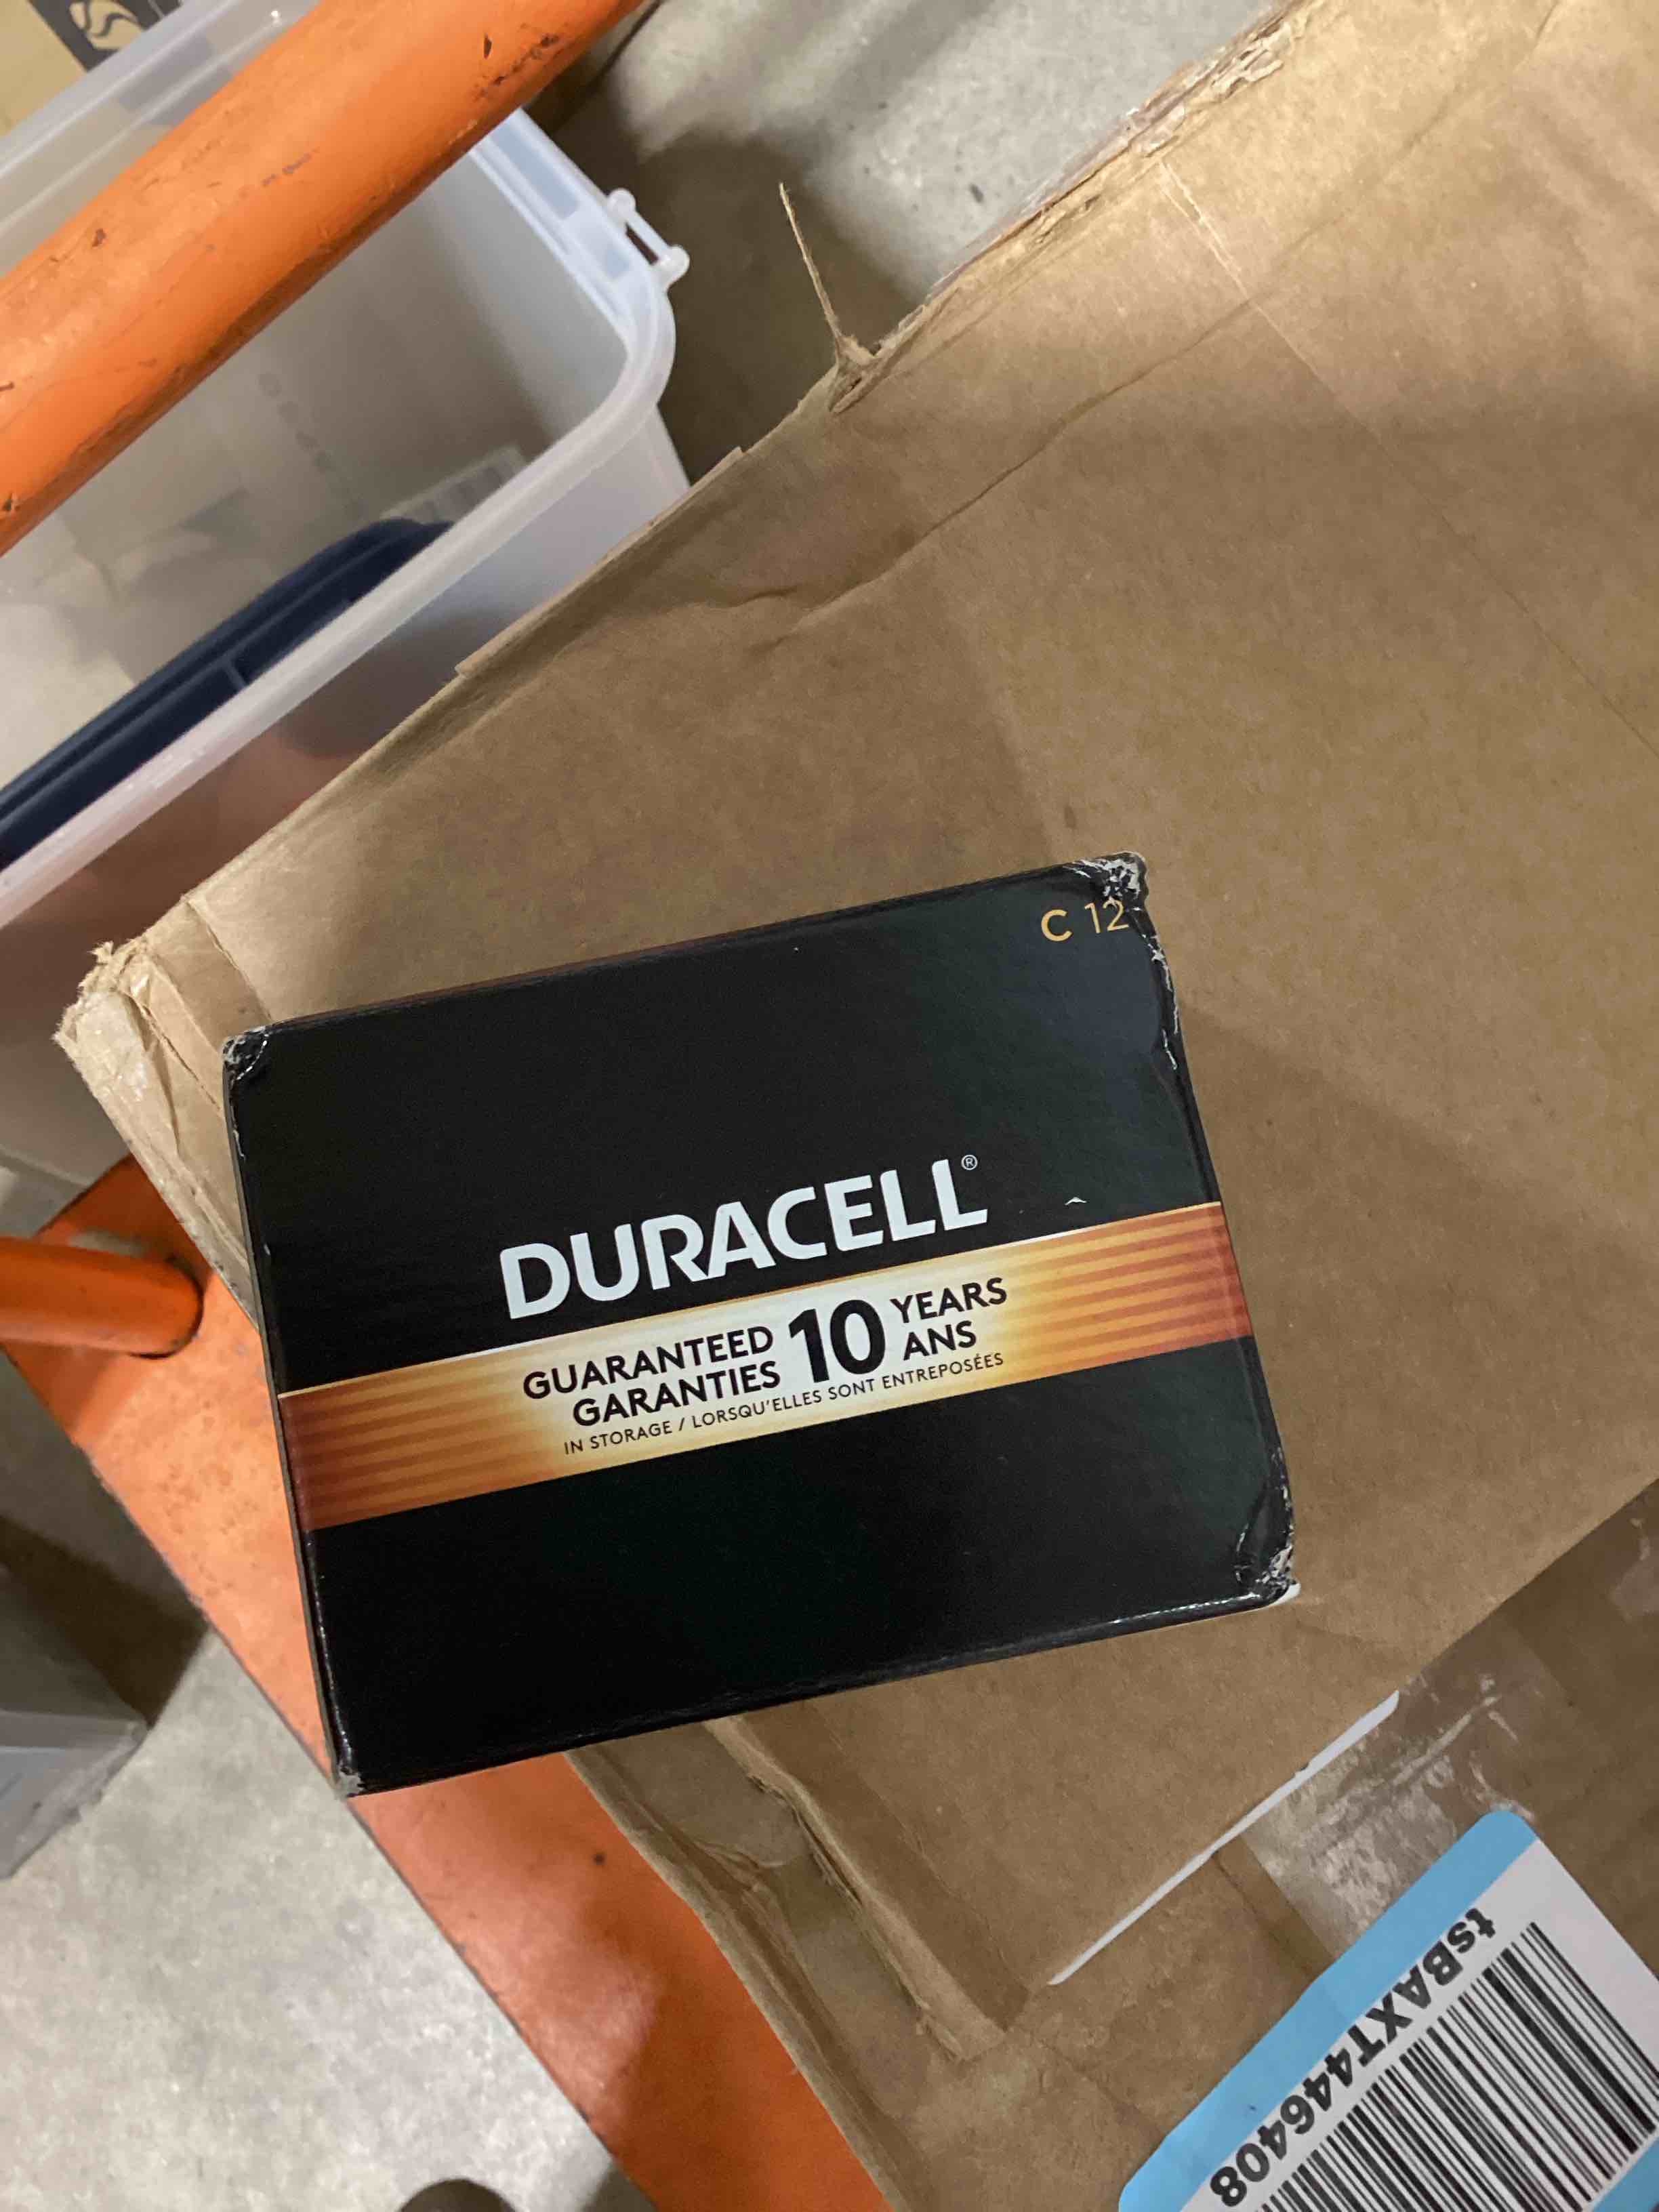 C 12
DURACELL®
GUARANTEED GARANTIES 10 YEARS ANS
IN STORAGE / LORSQU'ELLES SONT ENTREPOSÉES
tsBAXT446408